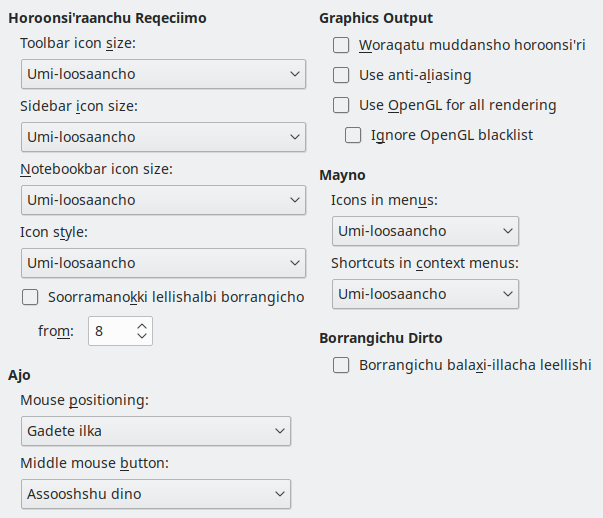 Horoonsi'raanchu Reqeciimo
Toolbar icon size:
Umi-loosaancho
Sidebar icon size:
Umi-loosaancho
Notebookbar icon size:
Umi-loosaancho
Icon style:
Umi-loosaancho
Soorramanokki lellishalbi borrangicho
from: 8
Ajo
Mouse positioning:
Gadete ilka
Middle mouse button:
Assooshshu dino
Graphics Output
Woraqatu muddansho horoonsi'ri
Use anti-aliasing
Use OpenGL for all rendering
Ignore OpenGL blacklist
Mayno
Icons in menus:
Umi-loosaancho
Shortcuts in context menus:
Umi-loosaancho
Borrangichu Dirto
Borrangichu balaxi-illacha leellishi